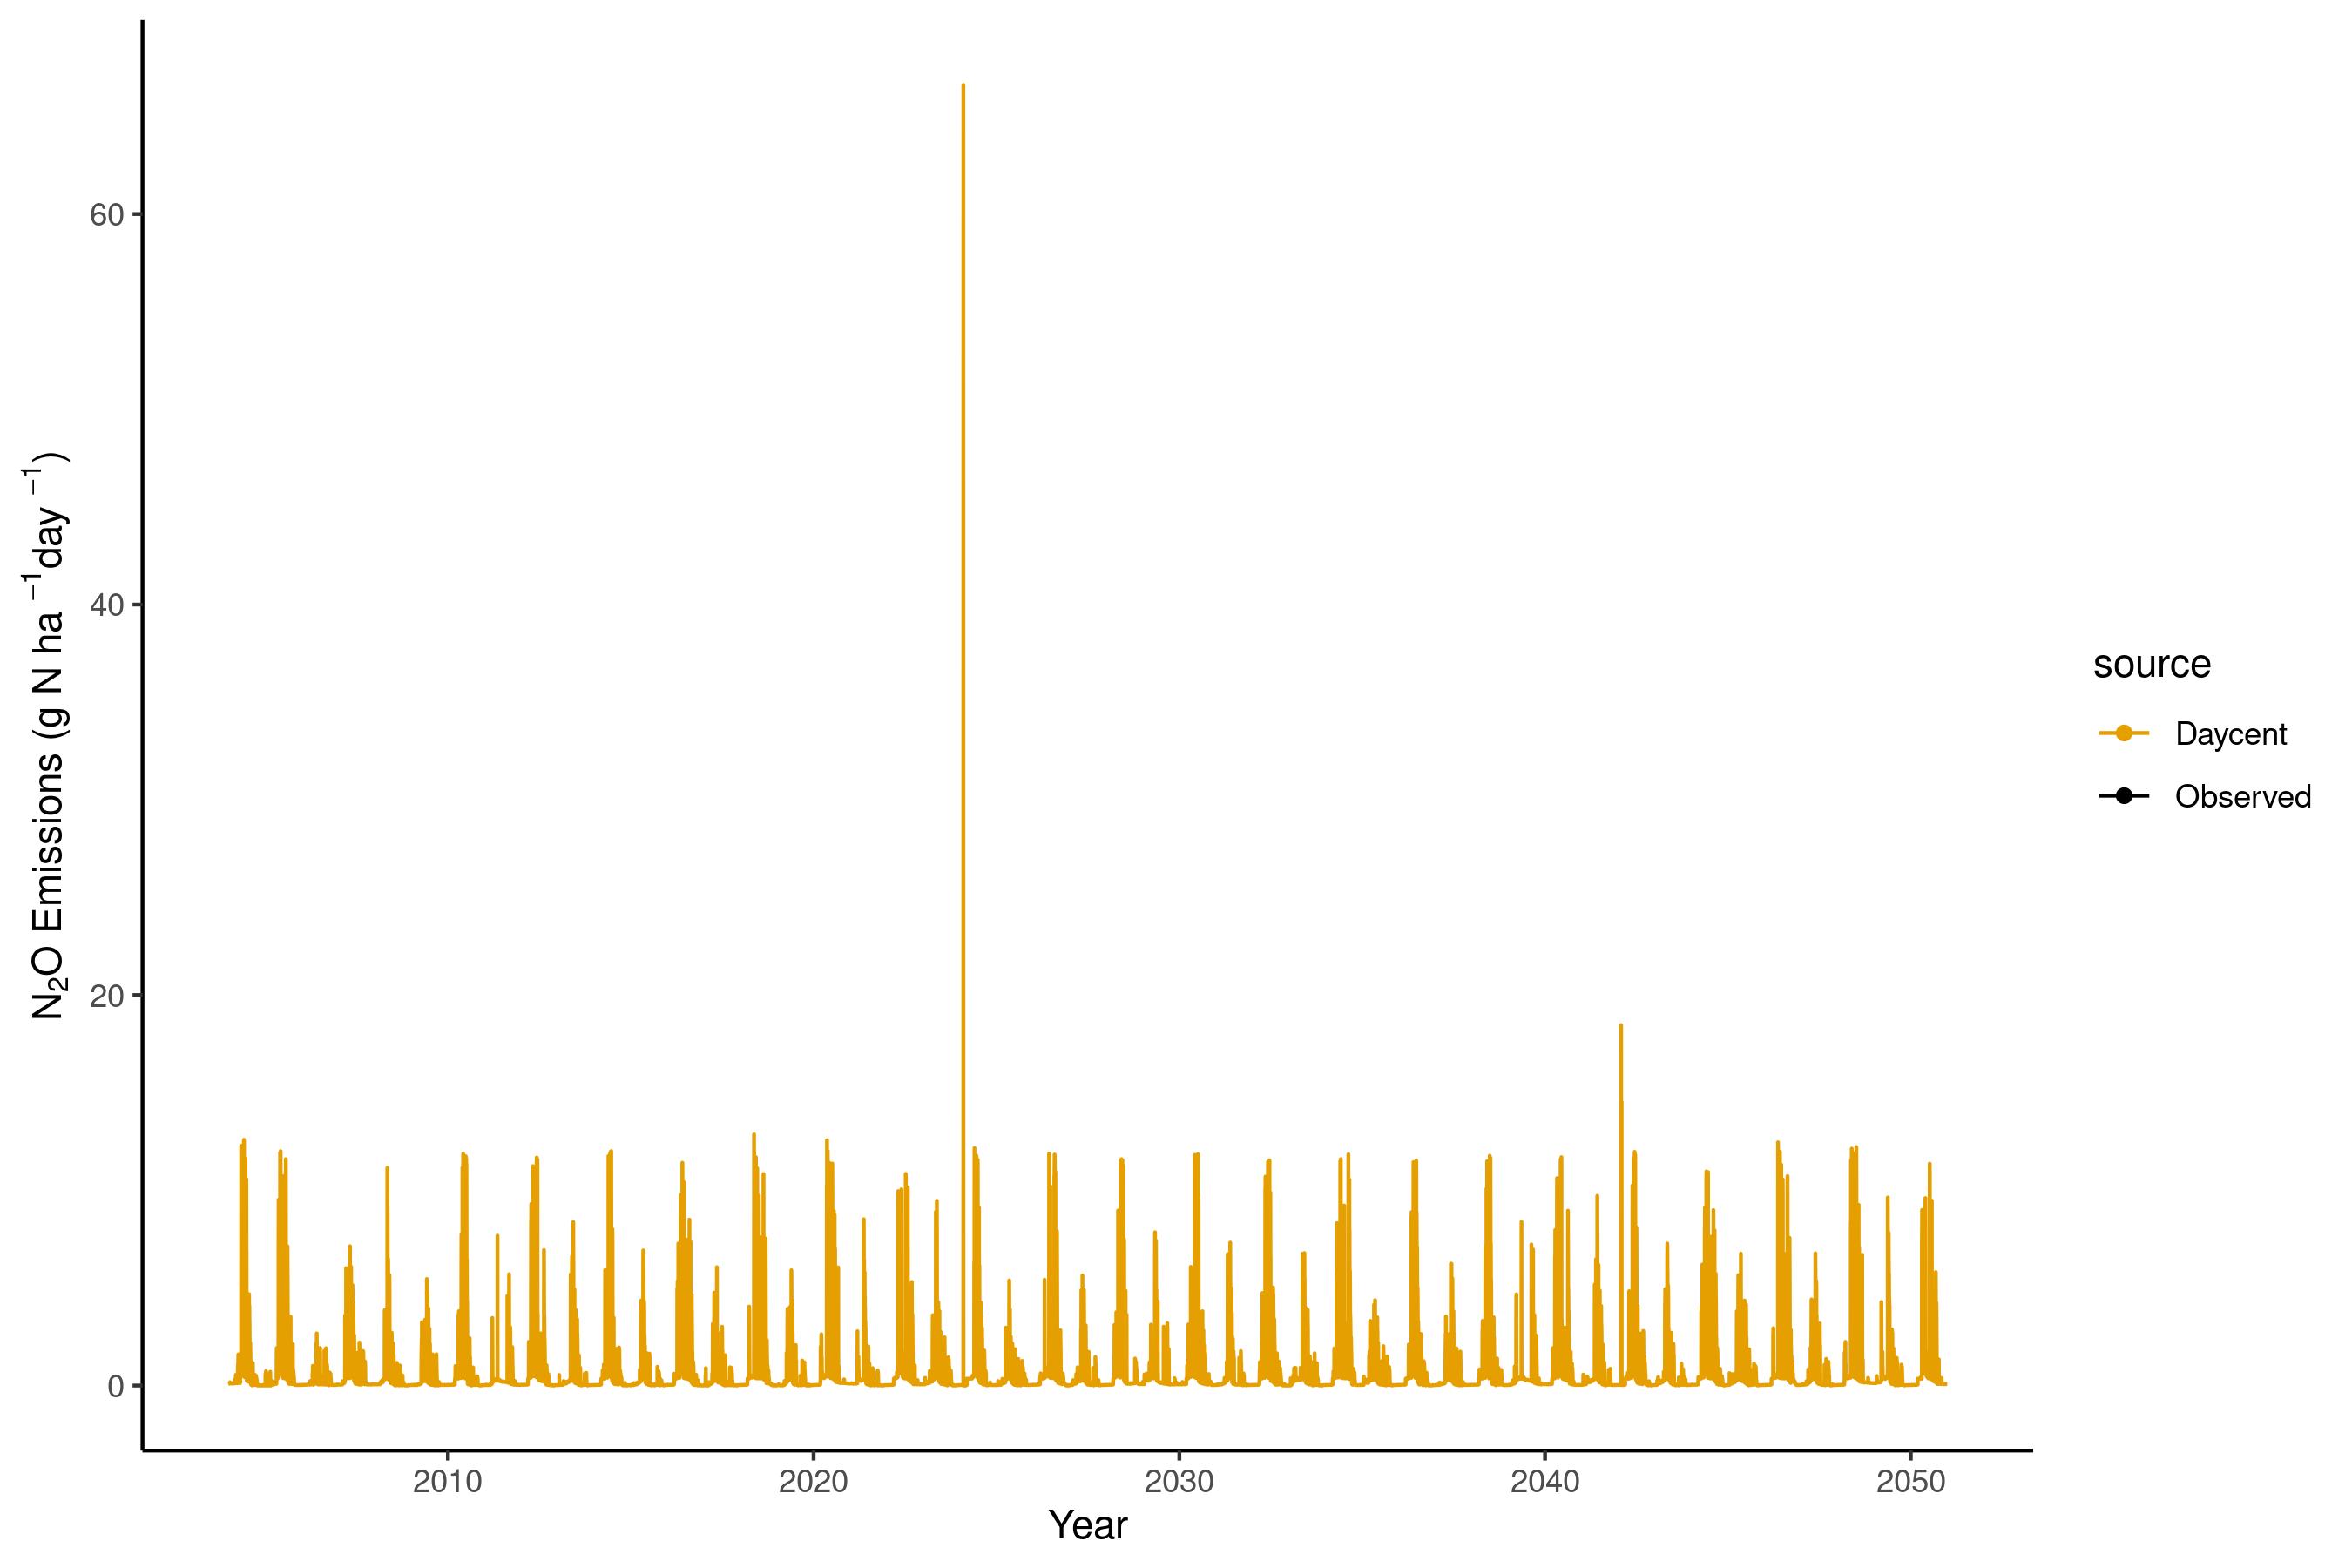 N₂O Emissions (g N ha ⁻¹day ⁻¹)
60
40
20
0
2010 2020 2030 2040 2050
Year
source
Daycent
Observed